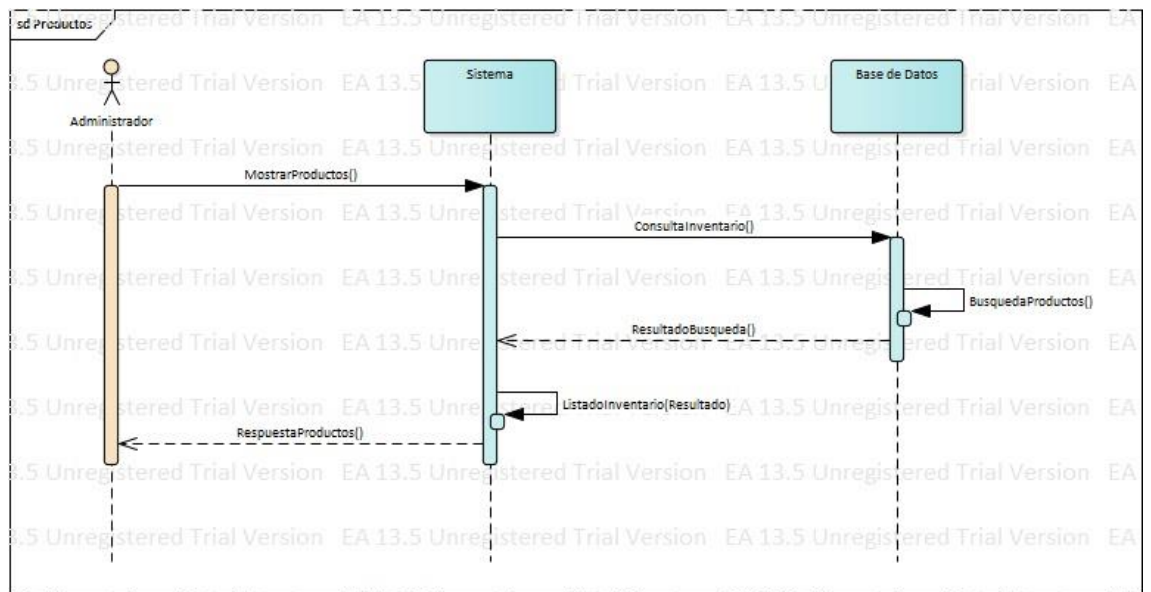 sd Productos
Administrador
Sistema
Base de Datos
MostrarProductos()
ConsultaInventario()
BusquedaProductos()
ResultadoBusqueda()
ListadoInventario(Resultado)
RespuestaProductos()
EA 13.5 Unregistered Trial Version